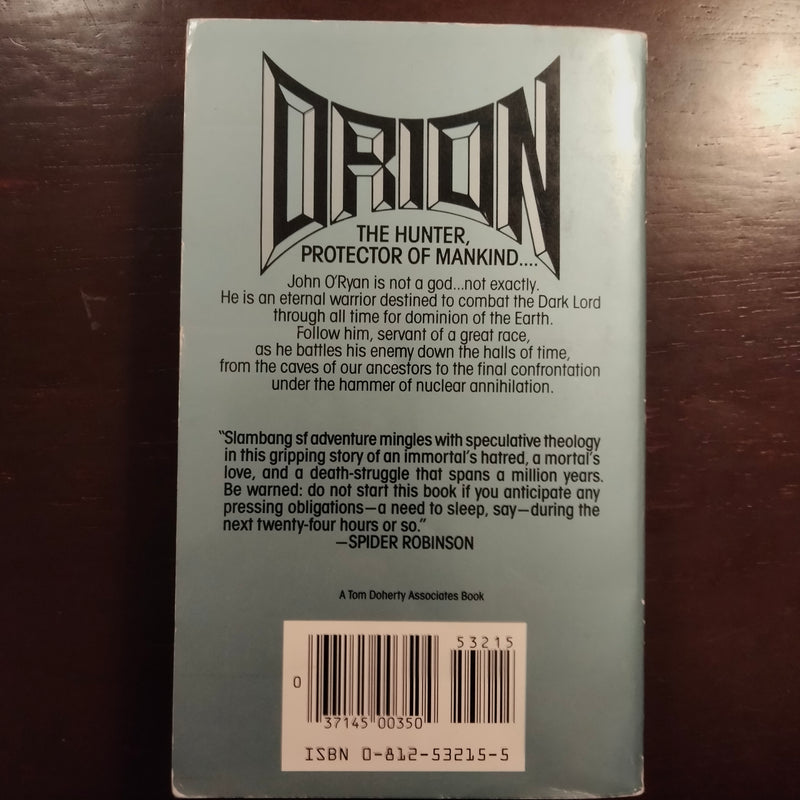 ORION
THE HUNTER,
PROTECTOR OF MANKIND....
John O'Ryan is not a god...not exactly.
He is an eternal warrior destined to combat the Dark Lord
through all time for dominion of the Earth.
Follow him, servant of a great race,
as he battles his enemy down the halls of time,
from the caves of our ancestors to the final confrontation
under the hammer of nuclear annihilation.
"Slambang sf adventure mingles with speculative theology
in this gripping story of an immortal's hatred, a mortal's
love, and a death-struggle that spans a million years.
Be warned: do not start this book if you anticipate any
pressing obligations—a need to sleep, say—during the
next twenty-four hours or so."
—SPIDER ROBINSON
A Tom Doherty Associates Book
53215
0
37145 00350
ISBN 0-812-53215-5